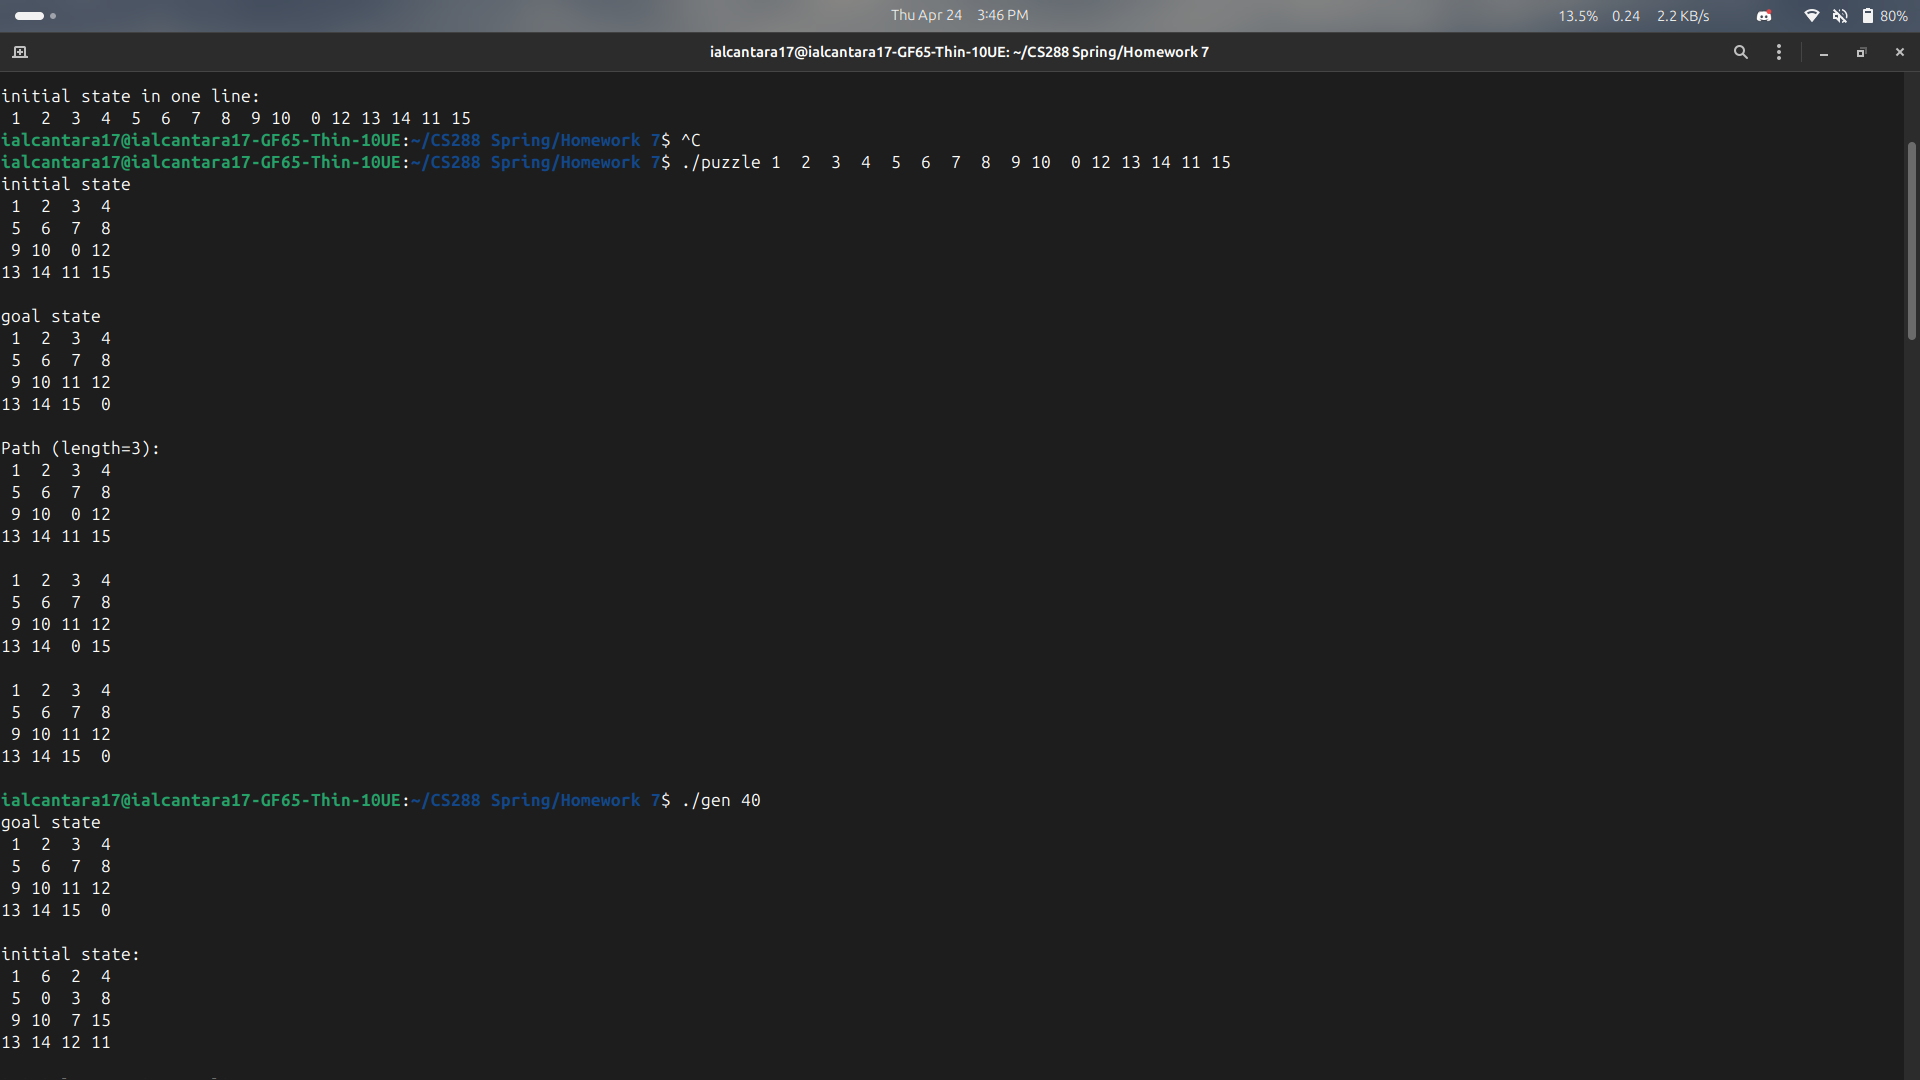 Thu Apr 24 3:46 PM 13.5% 0.24 2.2 KB/s 80%
ialcantara17@ialcantara17-GF65-Thin-10UE: ~/CS288 Spring/Homework 7
initial state in one line:
 1  2  3  4  5  6  7  8  9 10  0 12 13 14 11 15
ialcantara17@ialcantara17-GF65-Thin-10UE:~/CS288 Spring/Homework 7$ ^C
ialcantara17@ialcantara17-GF65-Thin-10UE:~/CS288 Spring/Homework 7$ ./puzzle 1  2  3  4  5  6  7  8  9 10  0 12 13 14 11 15
initial state
 1  2  3  4
 5  6  7  8
 9 10  0 12
13 14 11 15

goal state
 1  2  3  4
 5  6  7  8
 9 10 11 12
13 14 15  0

Path (length=3):
 1  2  3  4
 5  6  7  8
 9 10  0 12
13 14 11 15

 1  2  3  4
 5  6  7  8
 9 10 11 12
13 14  0 15

 1  2  3  4
 5  6  7  8
 9 10 11 12
13 14 15  0

ialcantara17@ialcantara17-GF65-Thin-10UE:~/CS288 Spring/Homework 7$ ./gen 40
goal state
 1  2  3  4
 5  6  7  8
 9 10 11 12
13 14 15  0

initial state:
 1  6  2  4
 5  0  3  8
 9 10  7 15
13 14 12 11